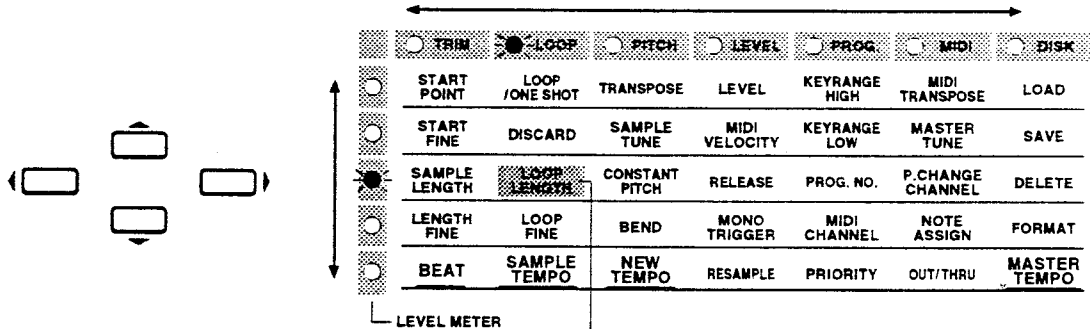 TRIM LOOP PITCH LEVEL PROG. MIDI DISK
START POINT LOOP /ONE SHOT TRANSPOSE LEVEL KEYRANGE HIGH MIDI TRANSPOSE LOAD
START FINE DISCARD SAMPLE TUNE MIDI VELOCITY KEYRANGE LOW MASTER TUNE SAVE
SAMPLE LENGTH LOOP LENGTH CONSTANT PITCH RELEASE PROG. NO. P.CHANGE CHANNEL DELETE
LENGTH FINE LOOP FINE BEND MONO TRIGGER MIDI CHANNEL NOTE ASSIGN FORMAT
BEAT SAMPLE TEMPO NEW TEMPO RESAMPLE PRIORITY OUT/THRU MASTER TEMPO
LEVEL METER